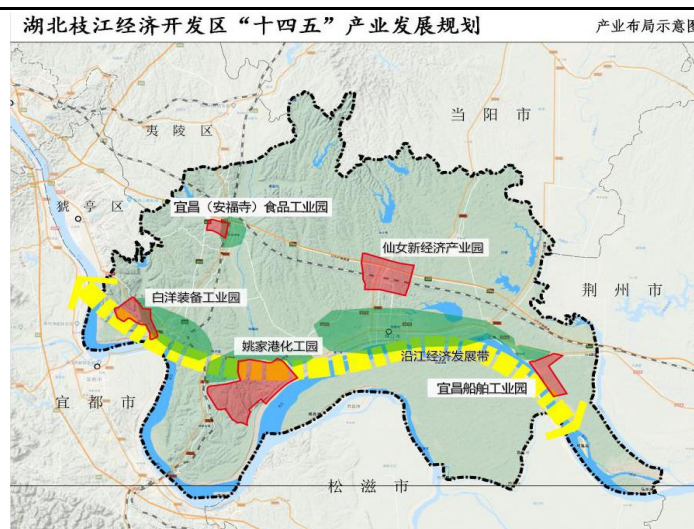 湖北枝江经济开发区“十四五”产业发展规划
产业布局示意图
当阳市
夷陵区
猇亭区
宜昌（安福寺）食品工业园
仙女新经济产业园
荆州市
白洋装备工业园
姚家港化工园
沿江经济发展带
宜昌船舶工业园
宜都市
松滋市